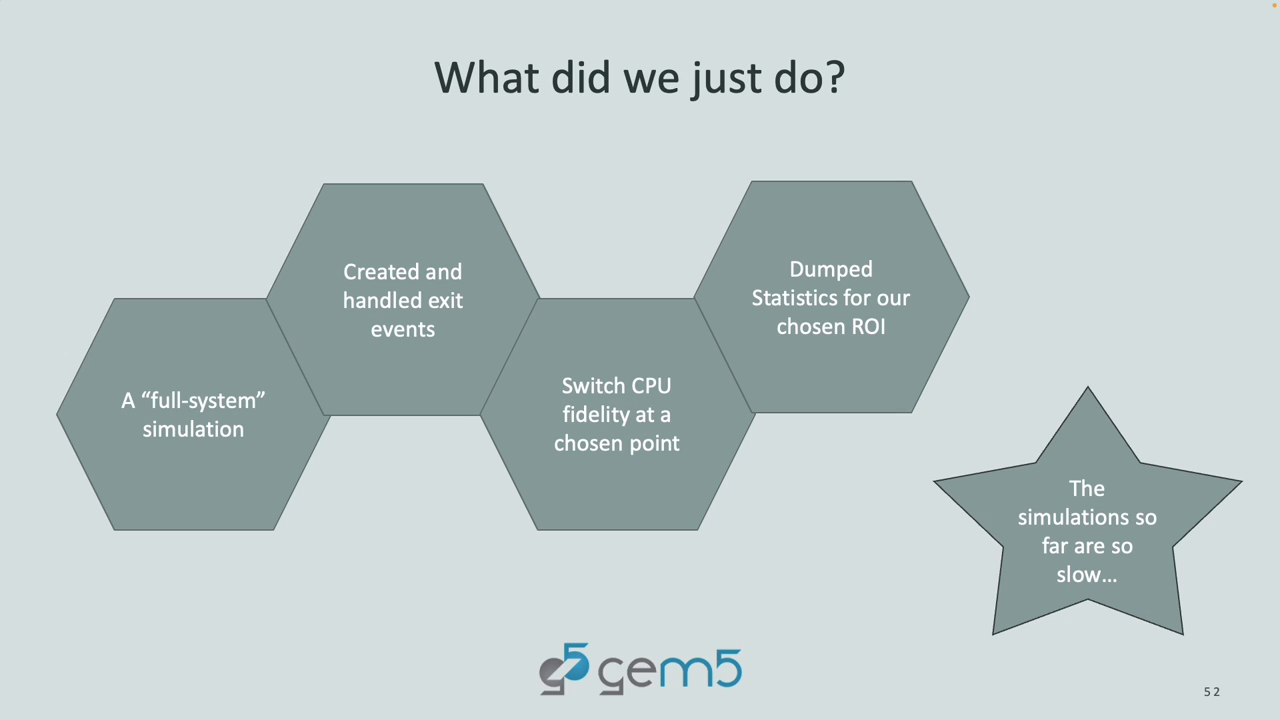 What did we just do?
A “full-system”
simulation
Created and
handled exit
events
Switch CPU
fidelity at a
chosen point
Dumped
Statistics for our
chosen ROI
The
simulations so
far are so
slow…
g5 gem5
52